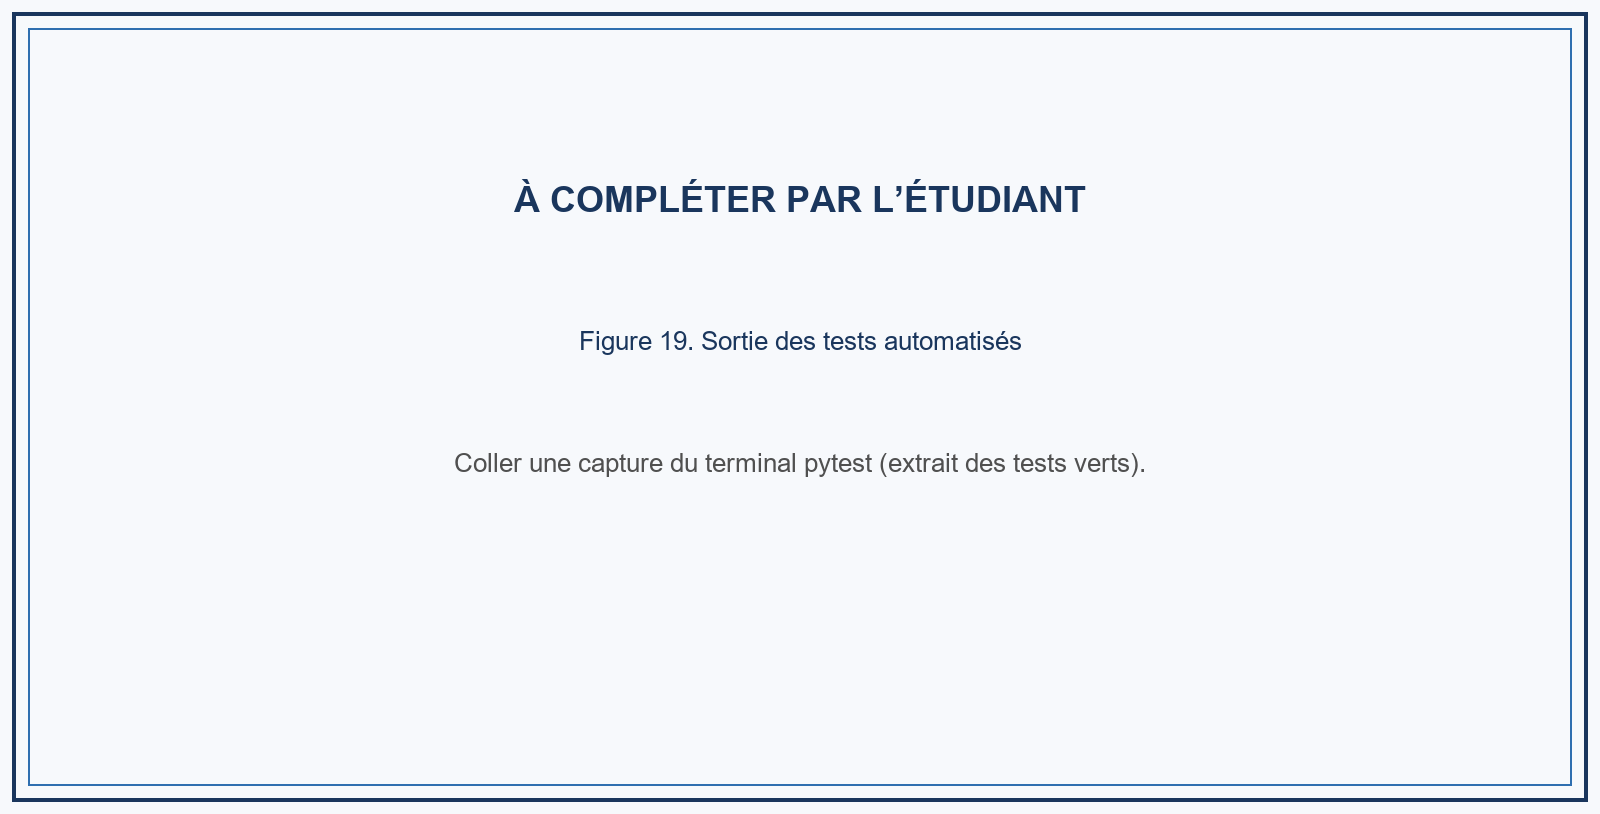 À COMPLÉTER PAR L’ÉTUDIANT
Figure 19. Sortie des tests automatisés
Coller une capture du terminal pytest (extrait des tests verts).